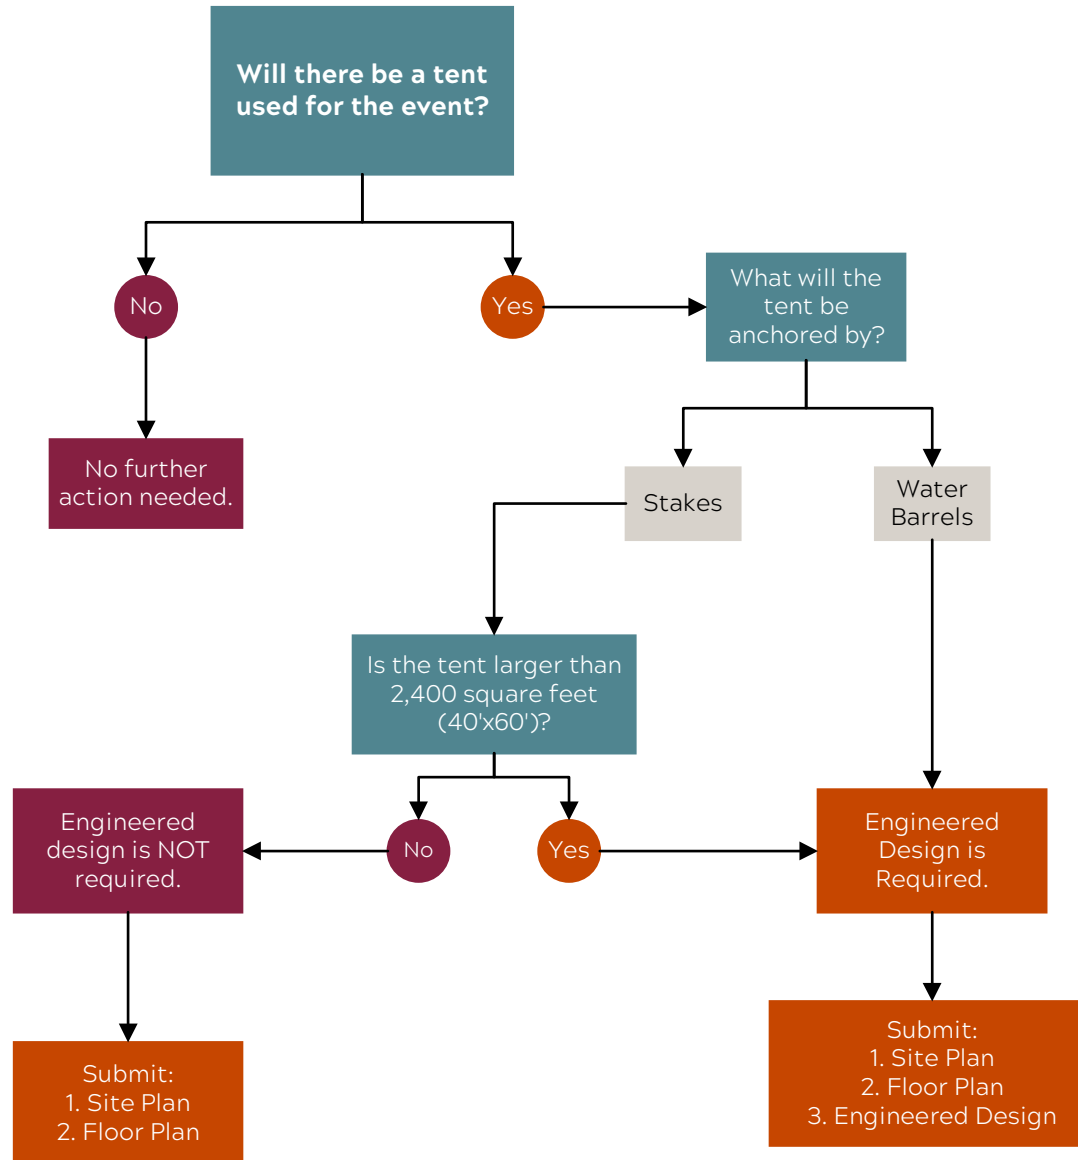 Will there be a tent
used for the event?
No
Yes
What will the
tent be
anchored by?
No further
action needed.
Stakes
Water
Barrels
Is the tent larger than
2,400 square feet
(40'x60')?
Engineered
design is NOT
required.
No
Yes
Engineered
Design is
Required.
Submit:
1. Site Plan
2. Floor Plan
Submit:
1. Site Plan
2. Floor Plan
3. Engineered Design